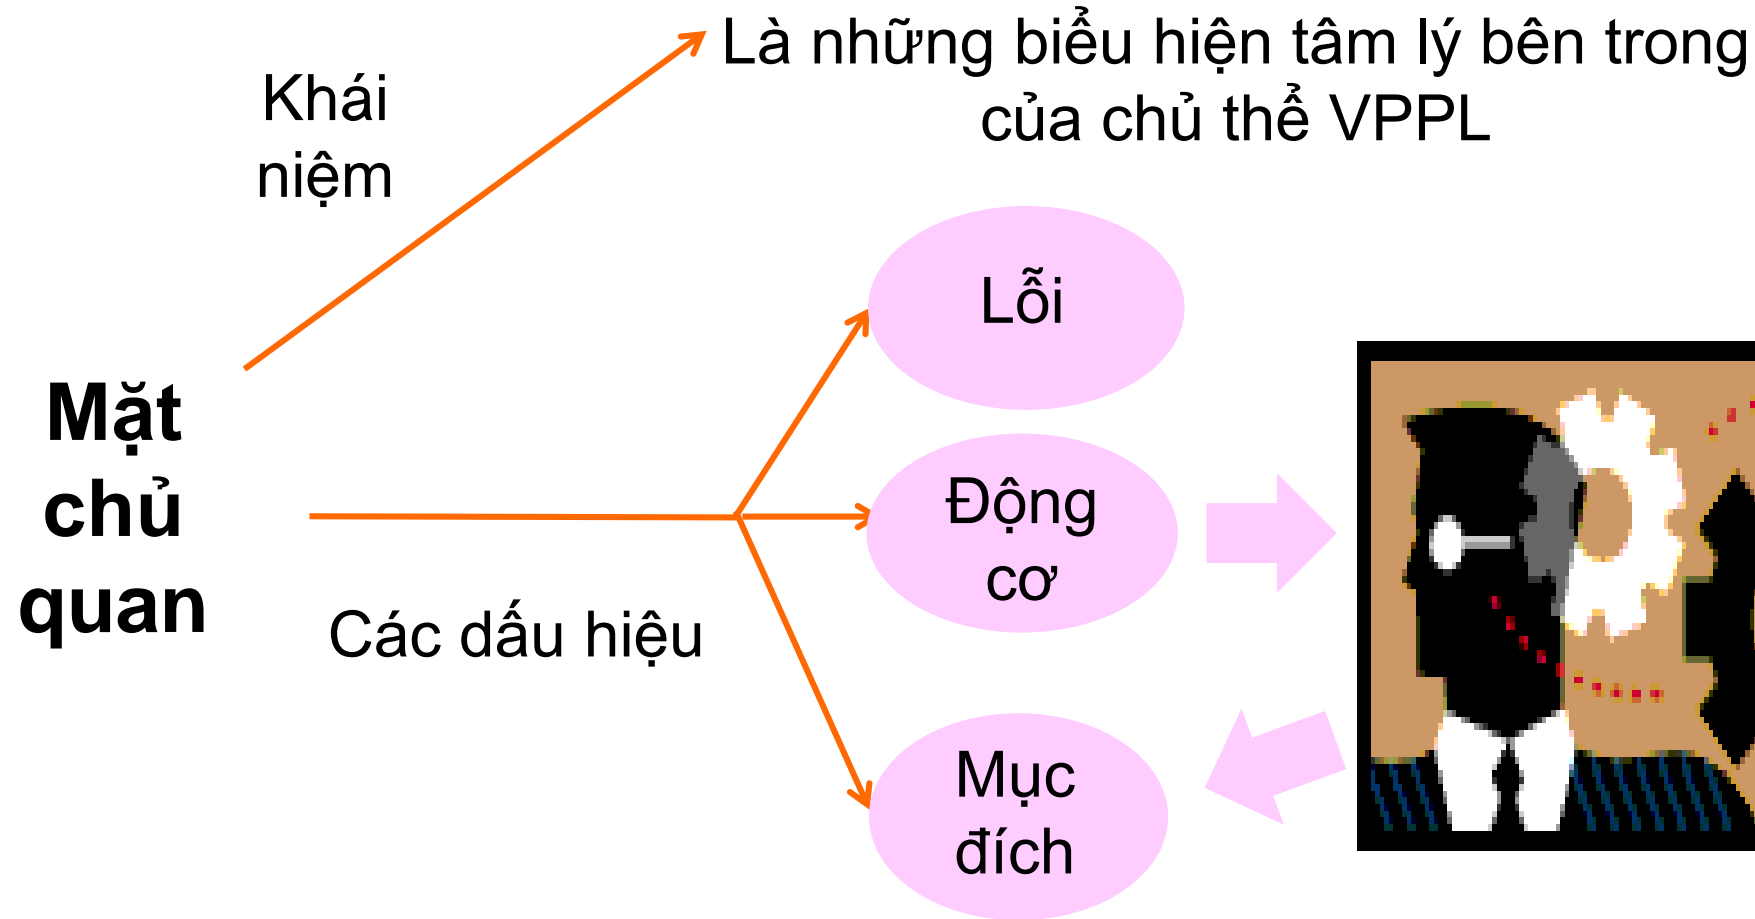 Là những biểu hiện tâm lý bên trong
của chủ thể VPPL
Khái
niệm
Lỗi
Mặt
chủ
quan
Động
cơ
Các dấu hiệu
Mục
đích